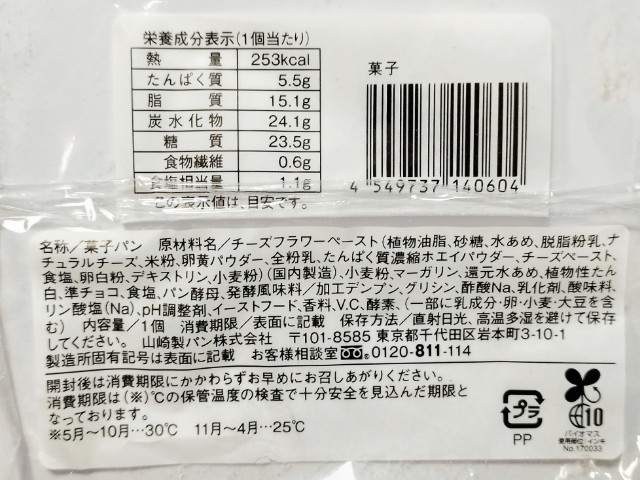 栄養成分表示(1個当たり)
熱量 253kcal
たんぱく質 5.5g
脂質 15.1g
炭水化物 24.1g
糖質 23.5g
食物繊維 0.6g
食塩相当量 1.1g
この表示値は、目安です。
菓子
4 549737 140604
名称/菓子パン 原材料名/チーズフラワーペースト(植物油脂、砂糖、水あめ、脱脂粉乳、ナ
チュラルチーズ、米粉、卵黄パウダー、全粉乳、たんぱく質濃縮ホエイパウダー、チーズペースト、
食塩、卵白粉、デキストリン、小麦粉)(国内製造)、小麦粉、マーガリン、還元水あめ、植物性たん
白、準チョコ、食塩、パン酵母、発酵風味料/加工デンプン、グリシン、酢酸Na、乳化剤、酸味料、
リン酸塩(Na)、pH調整剤、イーストフード、香料、V.C、酵素、(一部に乳成分・卵・小麦・大豆を含
む) 内容量/1個 消費期限/表面に記載 保存方法/直射日光、高温多湿を避けて保存
してください。 山崎製パン株式会社 〒101-8585 東京都千代田区岩本町3-10-1
製造所固有記号は表面に記載 お客様相談室 0120-811-114
開封後は消費期限にかかわらずお早めにお召しあがりください。
消費期限は(※)℃の保管温度の検査で十分安全を見込んだ期限と
なっております。
※5月~10月…30℃ 11月~4月…25℃
プラ
PP
10
バイオマス
使用部位:インキ
No.170033